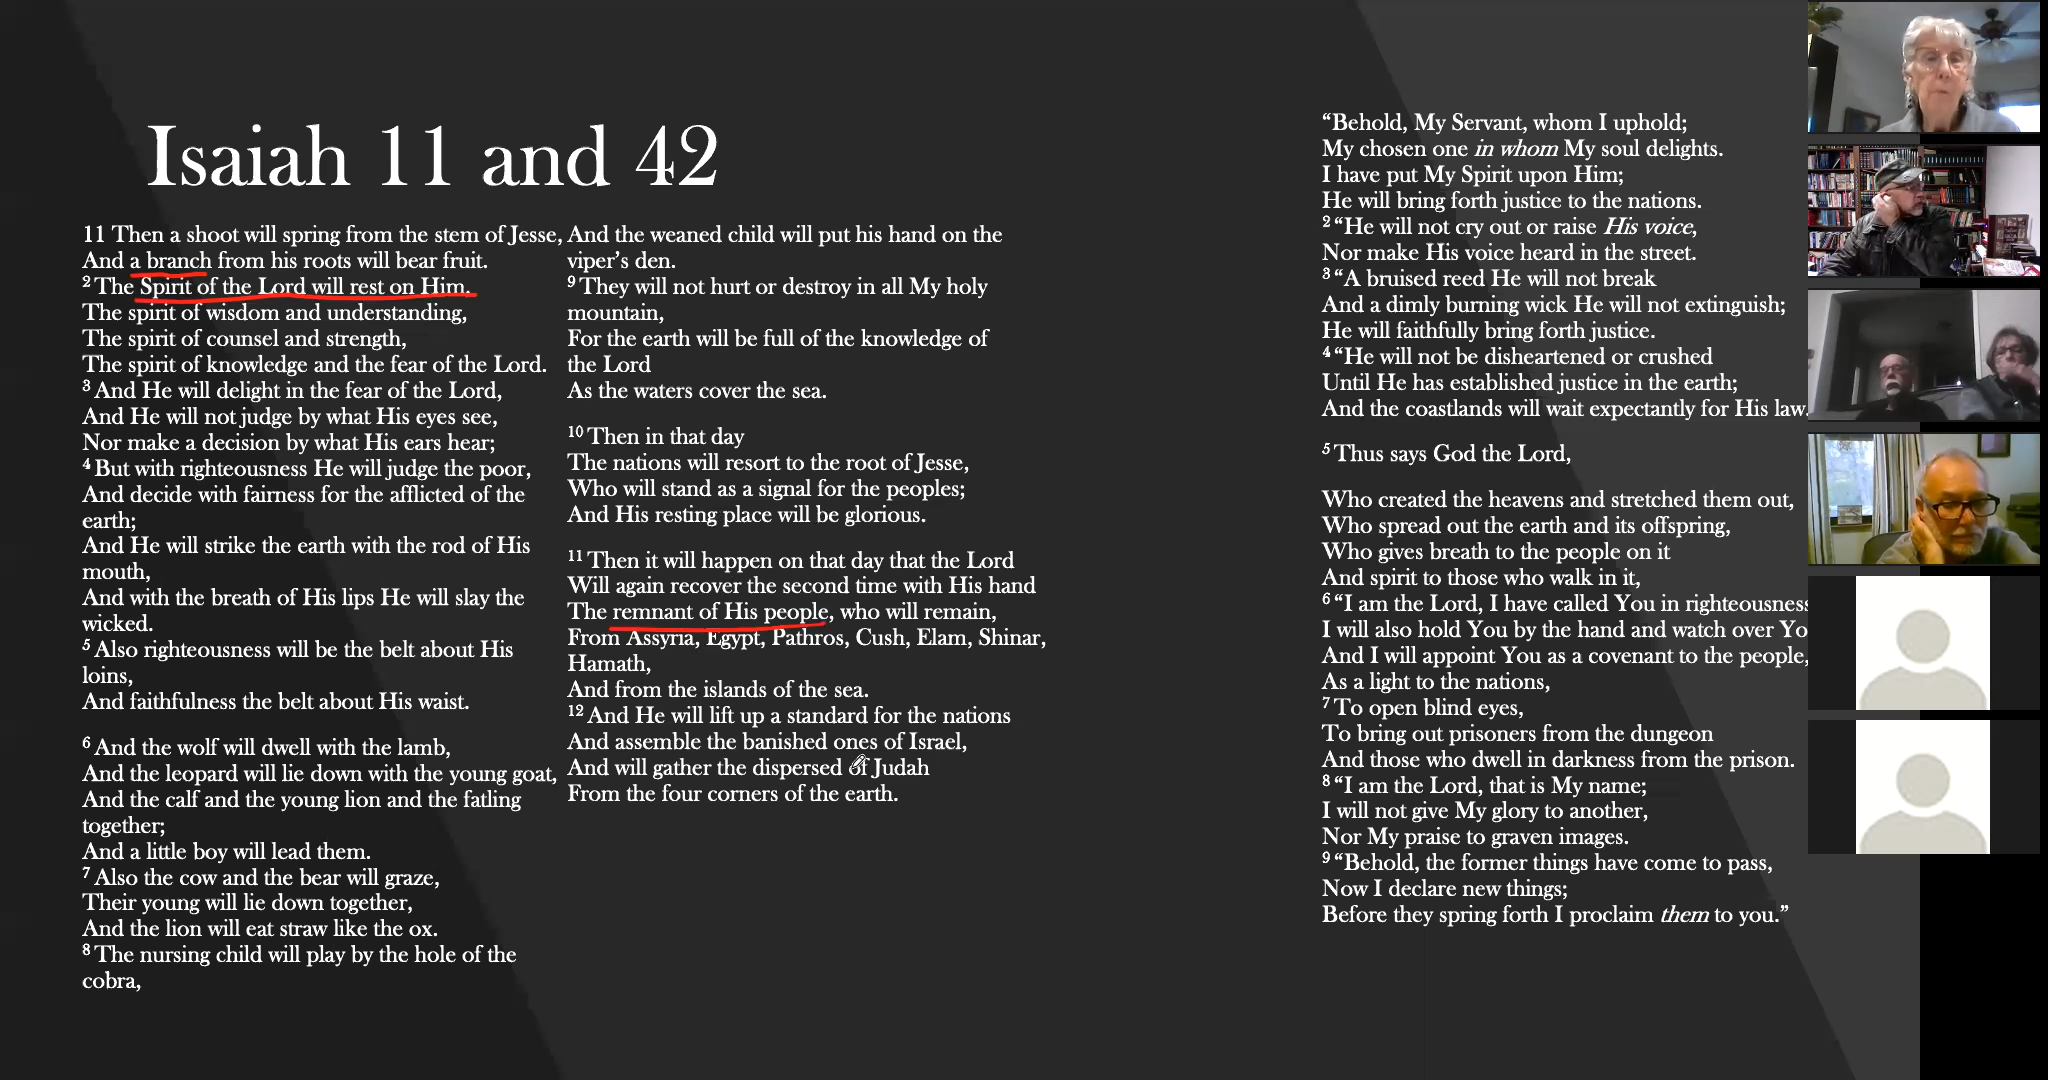 Isaiah 11 and 42
11 Then a shoot will spring from the stem of Jesse,
And a branch from his roots will bear fruit.
2 The Spirit of the Lord will rest on Him.
The spirit of wisdom and understanding,
The spirit of counsel and strength,
The spirit of knowledge and the fear of the Lord.
3 And He will delight in the fear of the Lord,
And He will not judge by what His eyes see,
Nor make a decision by what His ears hear;
4 But with righteousness He will judge the poor,
And decide with fairness for the afflicted of the
earth;
And He will strike the earth with the rod of His
mouth,
And with the breath of His lips He will slay the
wicked.
5 Also righteousness will be the belt about His
loins,
And faithfulness the belt about His waist.
6 And the wolf will dwell with the lamb,
And the leopard will lie down with the young goat,
And the calf and the young lion and the fatling
together;
And a little boy will lead them.
7 Also the cow and the bear will graze,
Their young will lie down together,
And the lion will eat straw like the ox.
8 The nursing child will play by the hole of the
cobra,
And the weaned child will put his hand on the
viper's den.
9 They will not hurt or destroy in all My holy
mountain,
For the earth will be full of the knowledge of
the Lord
As the waters cover the sea.
10 Then in that day
The nations will resort to the root of Jesse,
Who will stand as a signal for the peoples;
And His resting place will be glorious.
11 Then it will happen on that day that the Lord
Will again recover the second time with His hand
The remnant of His people, who will remain,
From Assyria, Egypt, Pathros, Cush, Elam, Shinar,
Hamath,
And from the islands of the sea.
12 And He will lift up a standard for the nations
And assemble the banished ones of Israel,
And will gather the dispersed of Judah
From the four corners of the earth.
“Behold, My Servant, whom I uphold;
My chosen one in whom My soul delights.
I have put My Spirit upon Him;
He will bring forth justice to the nations.
2 “He will not cry out or raise His voice,
Nor make His voice heard in the street.
3 “A bruised reed He will not break
And a dimly burning wick He will not extinguish;
He will faithfully bring forth justice.
4 “He will not be disheartened or crushed
Until He has established justice in the earth;
And the coastlands will wait expectantly for His law.
5 Thus says God the Lord,
Who created the heavens and stretched them out,
Who spread out the earth and its offspring,
Who gives breath to the people on it
And spirit to those who walk in it,
6 “I am the Lord, I have called You in righteousness
I will also hold You by the hand and watch over Yo
And I will appoint You as a covenant to the people,
As a light to the nations,
7 To open blind eyes,
To bring out prisoners from the dungeon
And those who dwell in darkness from the prison.
8 “I am the Lord, that is My name;
I will not give My glory to another,
Nor My praise to graven images.
9 “Behold, the former things have come to pass,
Now I declare new things;
Before they spring forth I proclaim them to you.”